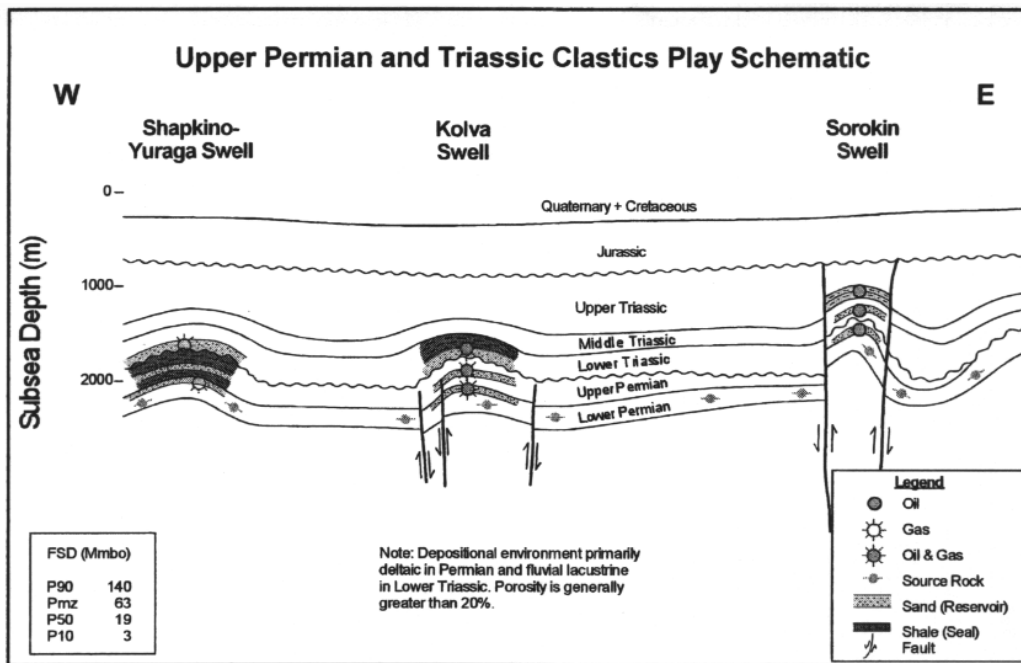 Upper Permian and Triassic Clastics Play Schematic
W
E
Shapkino-
Yuraga Swell
Kolva
Swell
Sorokin
Swell
Subsea Depth (m)
0
1000
2000
Quaternary + Cretaceous
Jurassic
Upper Triassic
Middle Triassic
Lower Triassic
Upper Permian
Lower Permian
FSD (Mmbo)
P90 140
Pmz 63
P50 19
P10 3
Note: Depositional environment primarily
deltaic in Permian and fluvial lacustrine
in Lower Triassic. Porosity is generally
greater than 20%.
Legend
Oil
Gas
Oil & Gas
Source Rock
Sand (Reservoir)
Shale (Seal)
Fault